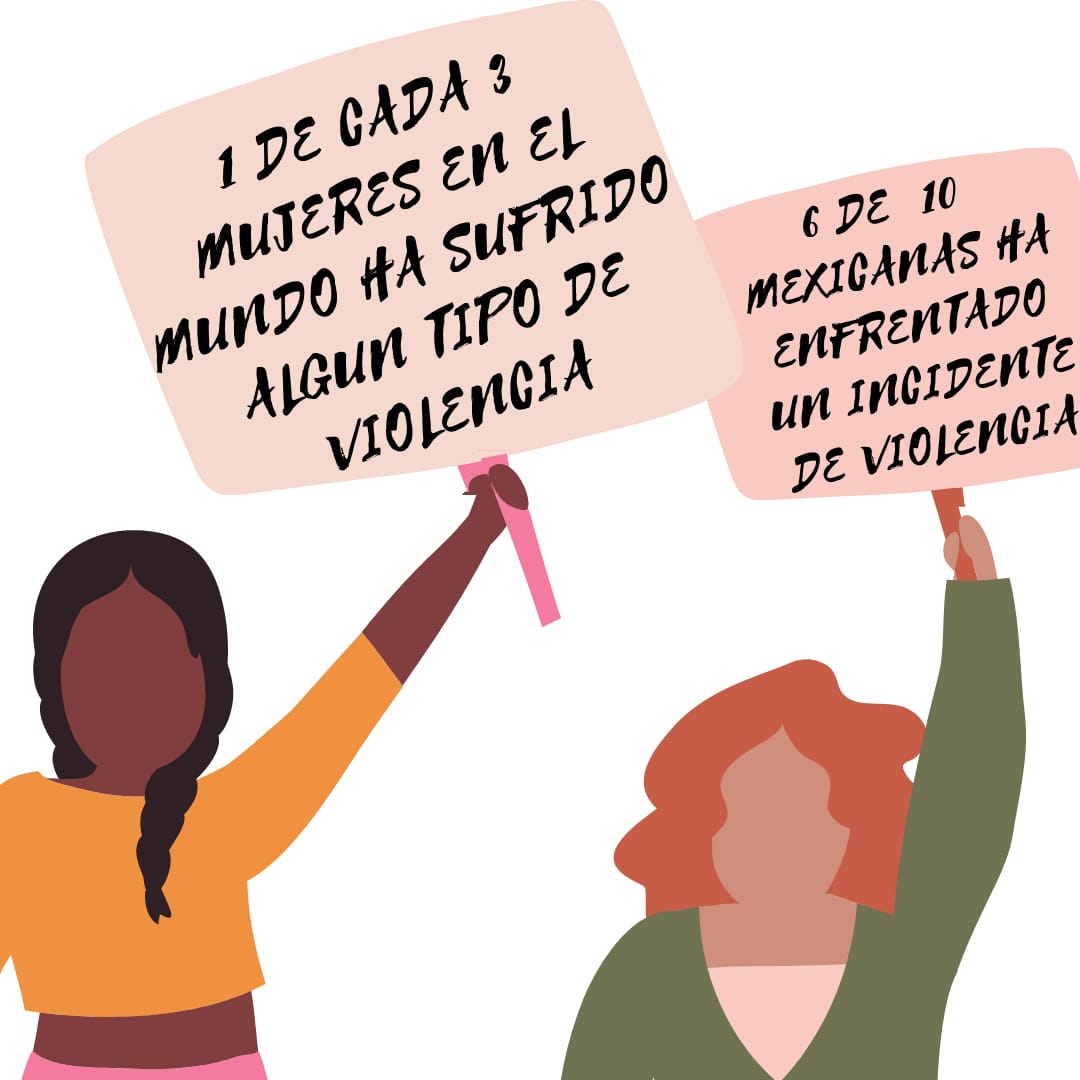 1 DE CADA 3
MUJERES EN EL
MUNDO HA SUFRIDO
ALGUN TIPO DE
VIOLENCIA
6 DE 10
MEXICANAS HA
ENFRENTADO
UN INCIDENTE
DE VIOLENCIA